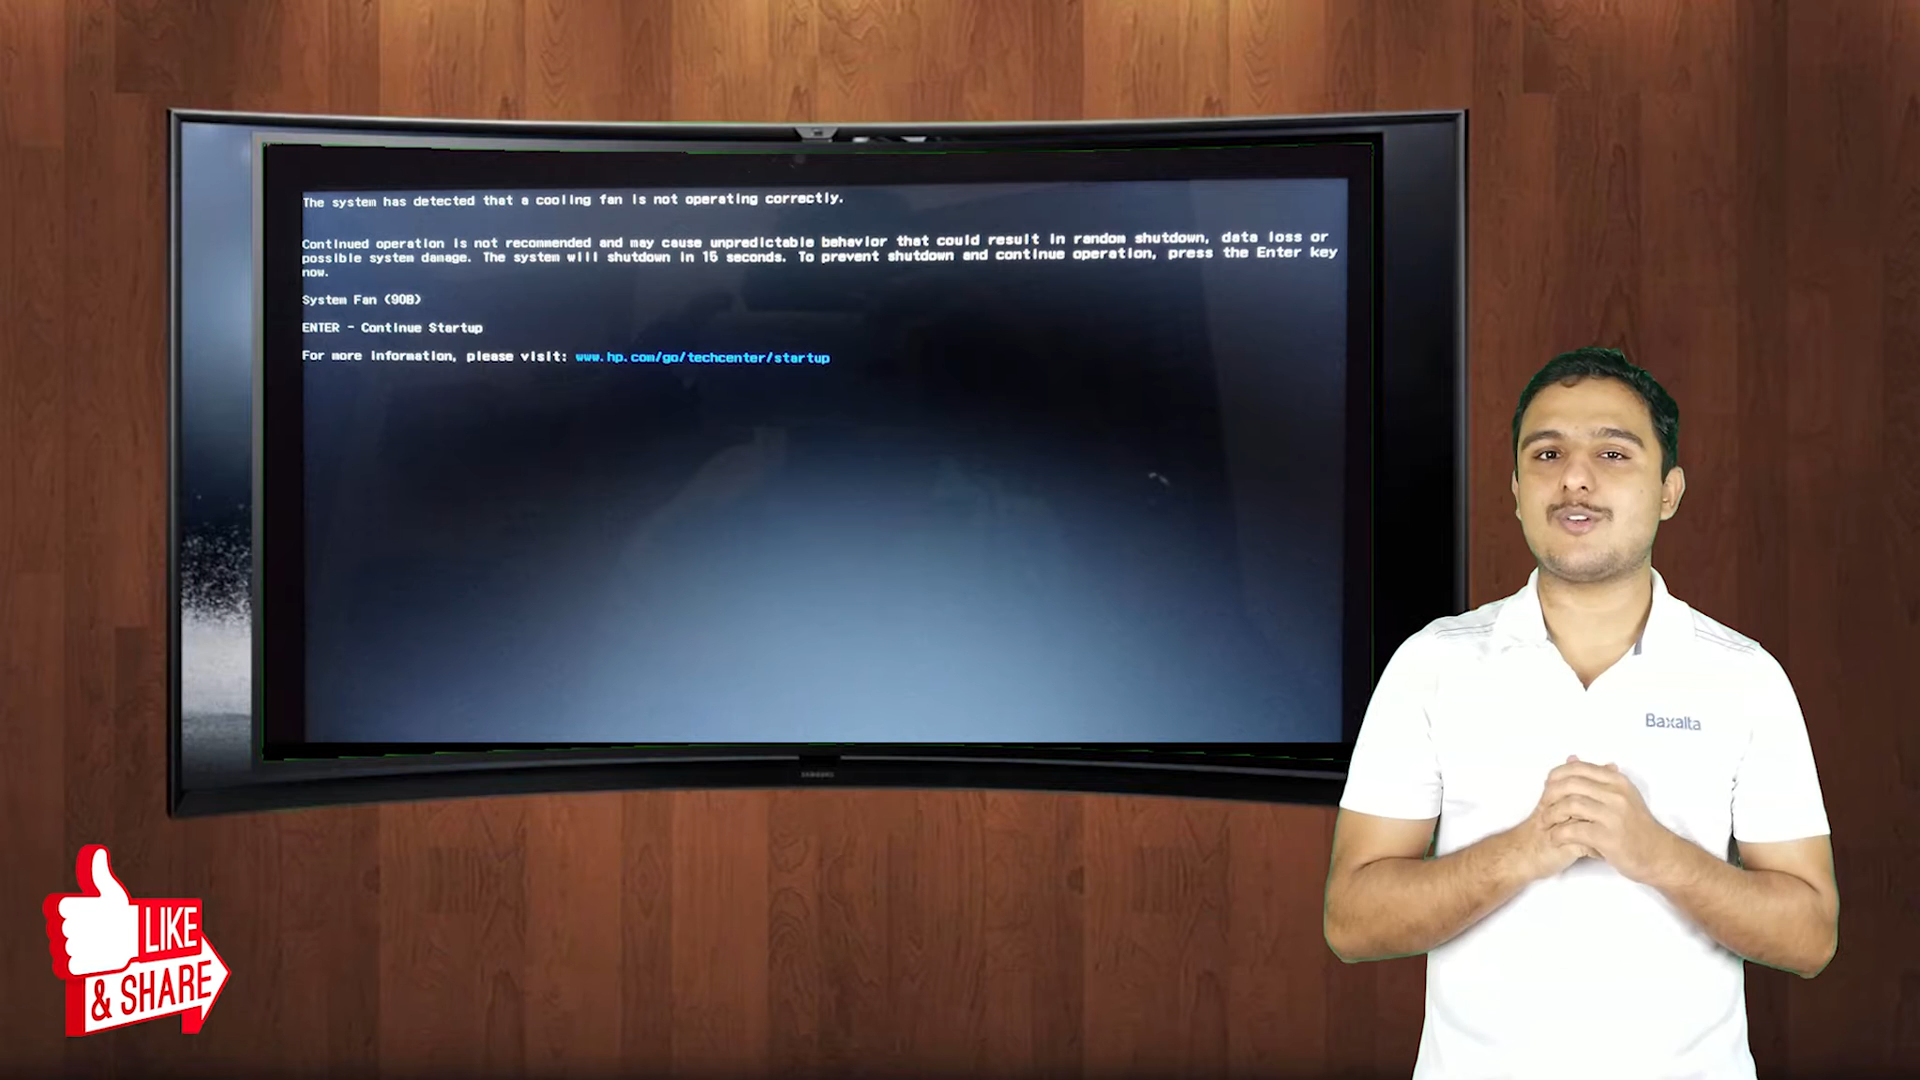 The system has detected that a cooling fan is not operating correctly.
Continued operation is not recommended and may cause unpredictable behavior that could result in random shutdown, data loss or
possible system damage. The system will shutdown in 15 seconds. To prevent shutdown and continue operation, press the Enter key
now.
System Fan (90B)
ENTER - Continue Startup
For more information, please visit: www.hp.com/go/techcenter/startup
SAMSUNG
Baxalta
LIKE
& SHARE